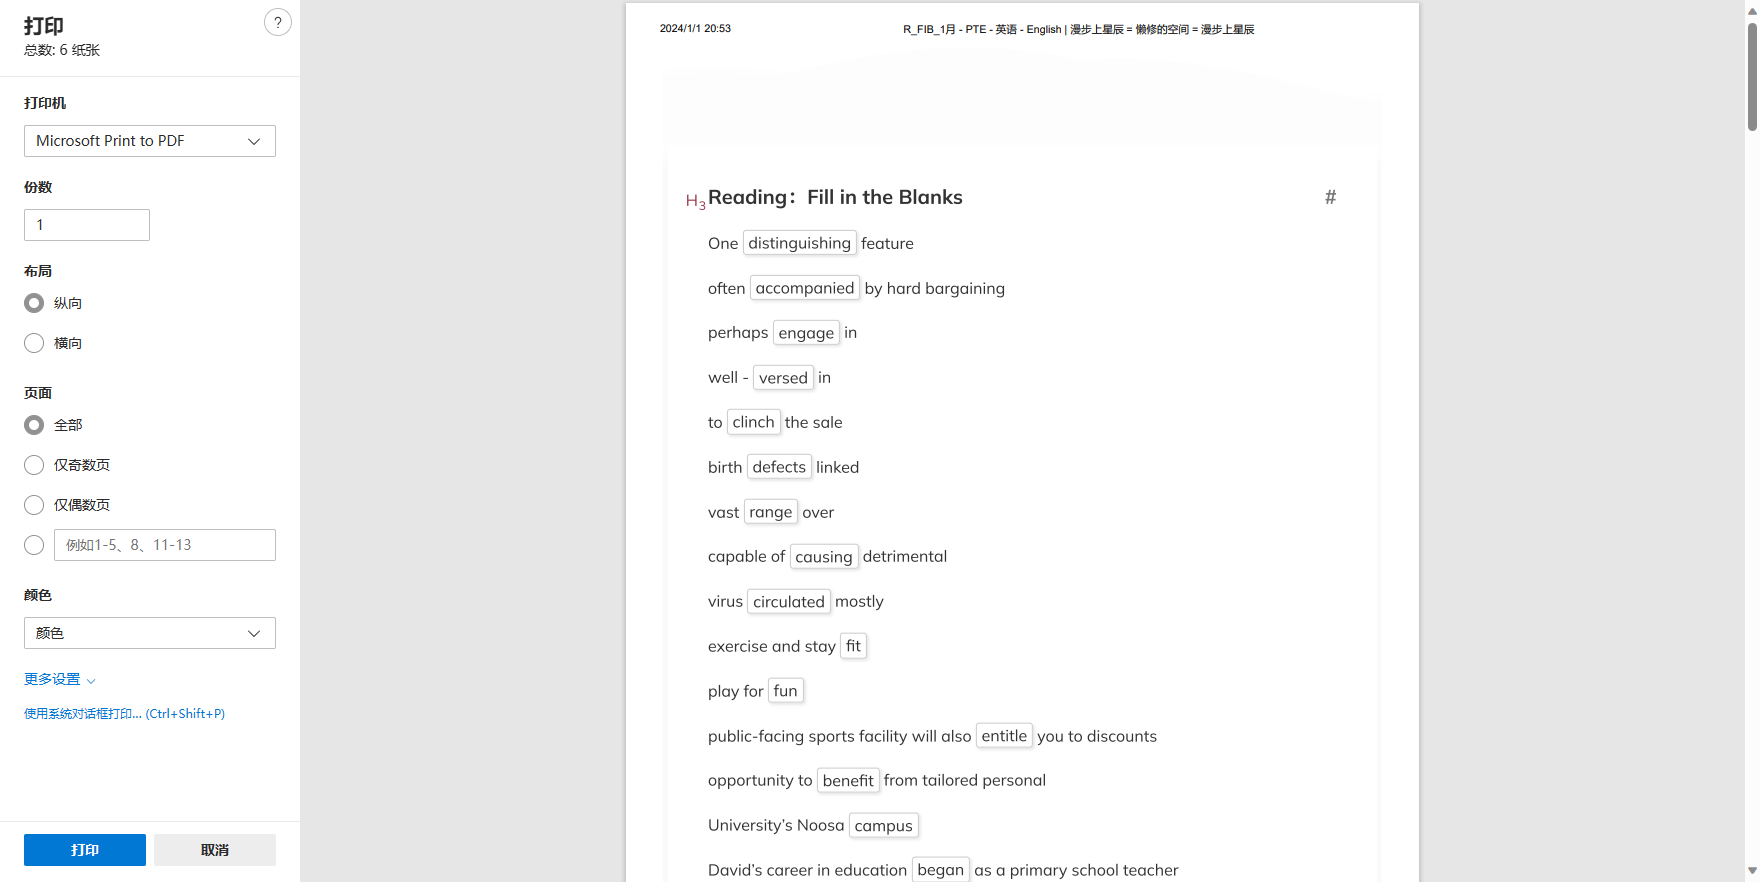 打印
?
总数: 6 纸张
打印机
Microsoft Print to PDF
份数
1
布局
纵向
横向
页面
全部
仅奇数页
仅偶数页
例如1-5、8、11-13
颜色
颜色
更多设置
使用系统对话框打印... (Ctrl+Shift+P)
打印
取消
2024/1/1 20:53
R_FIB_1月 - PTE - 英语 - English | 漫步上星辰 = 懒修的空间 = 漫步上星辰
H3 Reading：Fill in the Blanks #
One distinguishing feature
often accompanied by hard bargaining
perhaps engage in
well - versed in
to clinch the sale
birth defects linked
vast range over
capable of causing detrimental
virus circulated mostly
exercise and stay fit
play for fun
public-facing sports facility will also entitle you to discounts
opportunity to benefit from tailored personal
University’s Noosa campus
David’s career in education began as a primary school teacher